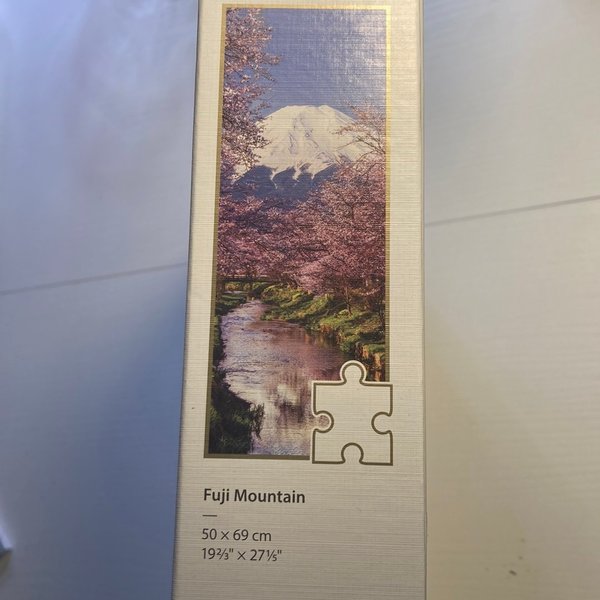 Fuji Mountain
50 × 69 cm
19⅔" × 27⅕"